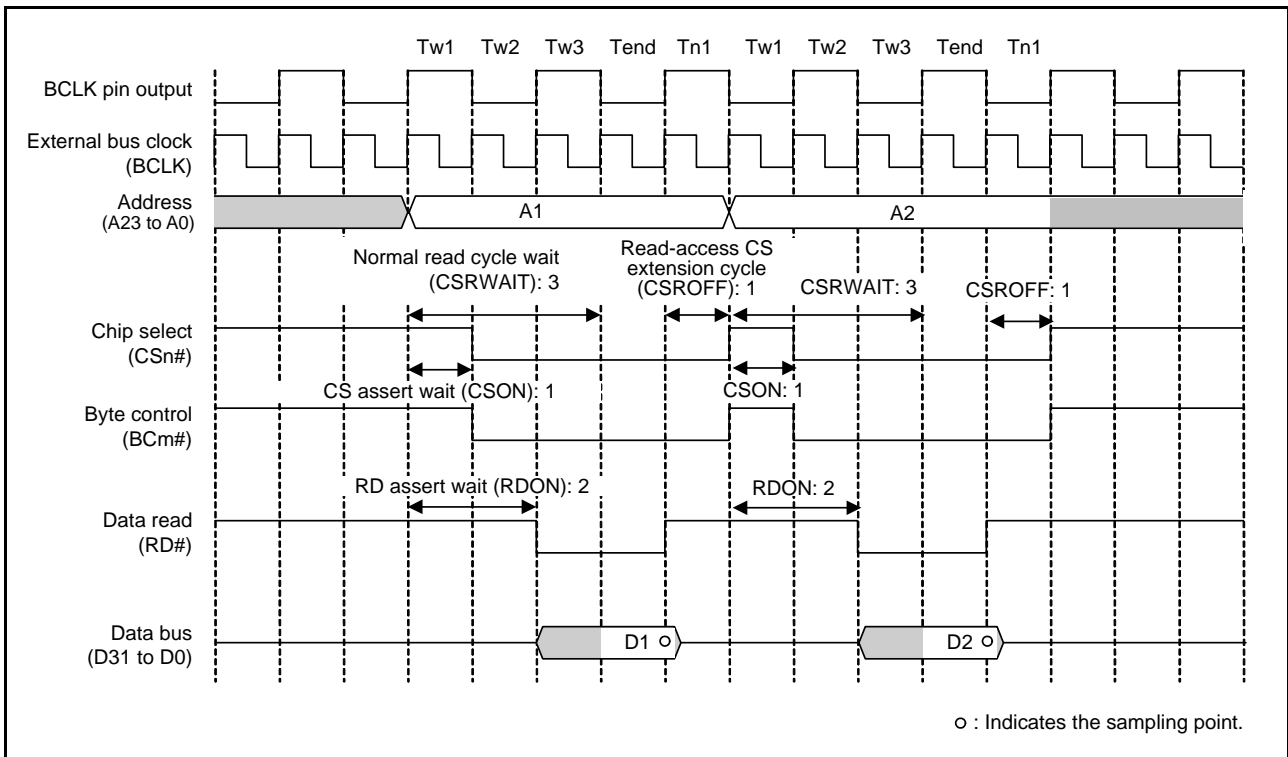 Tw1 Tw2 Tw3 Tend Tn1 Tw1 Tw2 Tw3 Tend Tn1
BCLK pin output
External bus clock
(BCLK)
Address
(A23 to A0)
A1
A2
Normal read cycle wait
(CSRWAIT): 3
Read-access CS
extension cycle
(CSROFF): 1
CSRWAIT: 3
CSROFF: 1
Chip select
(CSn#)
CS assert wait (CSON): 1
CSON: 1
Byte control
(BCm#)
RD assert wait (RDON): 2
RDON: 2
Data read
(RD#)
Data bus
(D31 to D0)
D1
D2
: Indicates the sampling point.